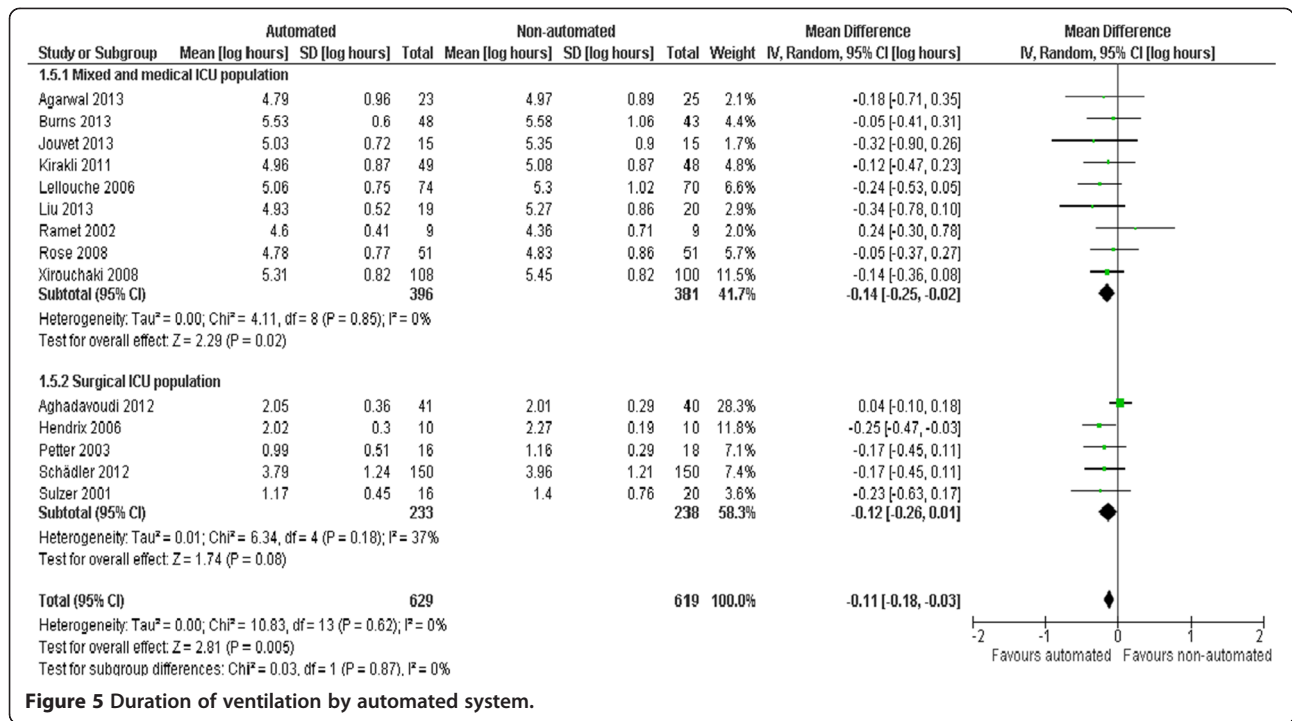 Automated Non-automated Mean Difference Mean Difference
Study or Subgroup Mean [log hours] SD [log hours] Total Mean [log hours] SD [log hours] Total Weight IV, Random, 95% CI [log hours] IV, Random, 95% CI [log hours]
1.5.1 Mixed and medical ICU population
Agarwal 2013 4.79 0.96 23 4.97 0.89 25 2.1% -0.18 [-0.71, 0.35]
Burns 2013 5.53 0.6 48 5.58 1.06 43 4.4% -0.05 [-0.41, 0.31]
Jouvet 2013 5.03 0.72 15 5.35 0.9 15 1.7% -0.32 [-0.90, 0.26]
Kirakli 2011 4.96 0.87 49 5.08 0.87 48 4.8% -0.12 [-0.47, 0.23]
Lellouche 2006 5.06 0.75 74 5.3 1.02 70 6.6% -0.24 [-0.53, 0.05]
Liu 2013 4.93 0.52 19 5.27 0.86 20 2.9% -0.34 [-0.78, 0.10]
Ramet 2002 4.6 0.41 9 4.36 0.71 9 2.0% 0.24 [-0.30, 0.78]
Rose 2008 4.78 0.77 51 4.83 0.86 51 5.7% -0.05 [-0.37, 0.27]
Xirouchaki 2008 5.31 0.82 108 5.45 0.82 100 11.5% -0.14 [-0.36, 0.08]
Subtotal (95% CI) 396 381 41.7% -0.14 [-0.25, -0.02]
Heterogeneity: Tau² = 0.00; Chi² = 4.11, df = 8 (P = 0.85); I² = 0%
Test for overall effect: Z = 2.29 (P = 0.02)
1.5.2 Surgical ICU population
Aghadavoudi 2012 2.05 0.36 41 2.01 0.29 40 28.3% 0.04 [-0.10, 0.18]
Hendrix 2006 2.02 0.3 10 2.27 0.19 10 11.8% -0.25 [-0.47, -0.03]
Petter 2003 0.99 0.51 16 1.16 0.29 18 7.1% -0.17 [-0.45, 0.11]
Schädler 2012 3.79 1.24 150 3.96 1.21 150 7.4% -0.17 [-0.45, 0.11]
Sulzer 2001 1.17 0.45 16 1.4 0.76 20 3.6% -0.23 [-0.63, 0.17]
Subtotal (95% CI) 233 238 58.3% -0.12 [-0.26, 0.01]
Heterogeneity: Tau² = 0.01; Chi² = 6.34, df = 4 (P = 0.18); I² = 37%
Test for overall effect: Z = 1.74 (P = 0.08)
Total (95% CI) 629 619 100.0% -0.11 [-0.18, -0.03]
Heterogeneity: Tau² = 0.00; Chi² = 10.83, df = 13 (P = 0.62); I² = 0%
Test for overall effect: Z = 2.81 (P = 0.005)
Test for subgroup differences: Chi² = 0.03, df = 1 (P = 0.87), I² = 0%
-2 -1 0 1 2
Favours automated Favours non-automated
Figure 5 Duration of ventilation by automated system.